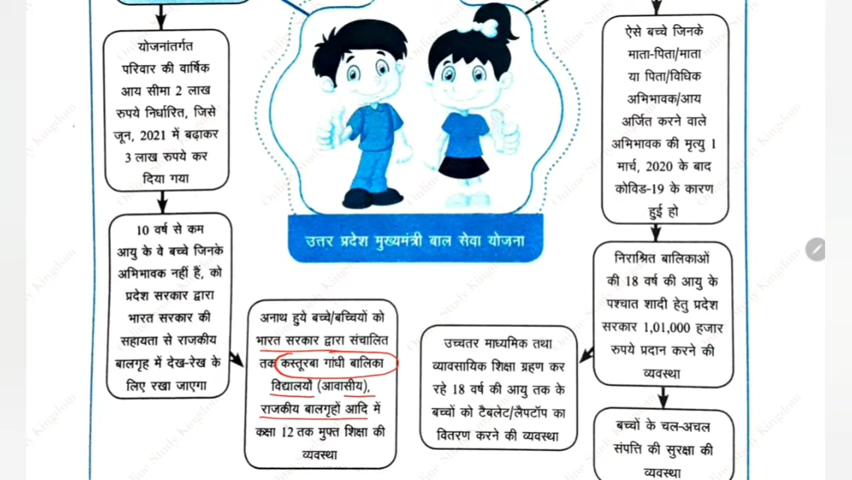 योजनांतर्गत
परिवार की वार्षिक
आय सीमा 2 लाख
रुपये निर्धारित, जिसे
जून, 2021 में बढ़ाकर
3 लाख रुपये कर
दिया गया
10 वर्ष से कम
आयु के वे बच्चे जिनके
अभिभावक नहीं हैं, को
प्रदेश सरकार द्वारा
भारत सरकार की
सहायता से राजकीय
बालगृह में देख-रेख के
लिए रखा जाएगा
अनाथ हुये बच्चे/बच्चियों को
भारत सरकार द्वारा संचालित
तक कस्तूरबा गांधी बालिका
विद्यालयों (आवासीय),
राजकीय बालगृहों आदि में
कक्षा 12 तक मुफ्त शिक्षा की
व्यवस्था
उत्तर प्रदेश मुख्यमंत्री बाल सेवा योजना
उच्चतर माध्यमिक तथा
व्यावसायिक शिक्षा ग्रहण कर
रहे 18 वर्ष की आयु तक के
बच्चों को टैबलेट/लैपटॉप का
वितरण करने की व्यवस्था
ऐसे बच्चे जिनके
माता-पिता/माता
या पिता/विधिक
अभिभावक/आय
अर्जित करने वाले
अभिभावक की मृत्यु 1
मार्च, 2020 के बाद
कोविड-19 के कारण
हुई हो
निराश्रित बालिकाओं
की 18 वर्ष की आयु के
पश्चात शादी हेतु प्रदेश
सरकार 1,01,000 हजार
रुपये प्रदान करने की
व्यवस्था
बच्चों के चल-अचल
संपत्ति की सुरक्षा की
व्यवस्था
Online Study Kingdom